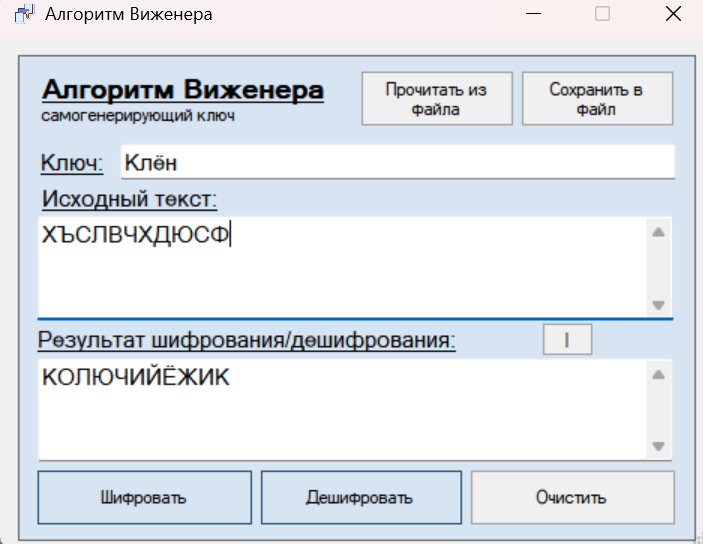 Алгоритм Виженера
Алгоритм Виженера
самогенерирующий ключ
Прочитать из
файла
Сохранить в
файл
Ключ: Клён
Исходный текст:
ХЪСЛВЧХДЮСФ
Результат шифрования/дешифрования:
I
КОЛЮЧИЙЁЖИК
Шифровать
Дешифровать
Очистить